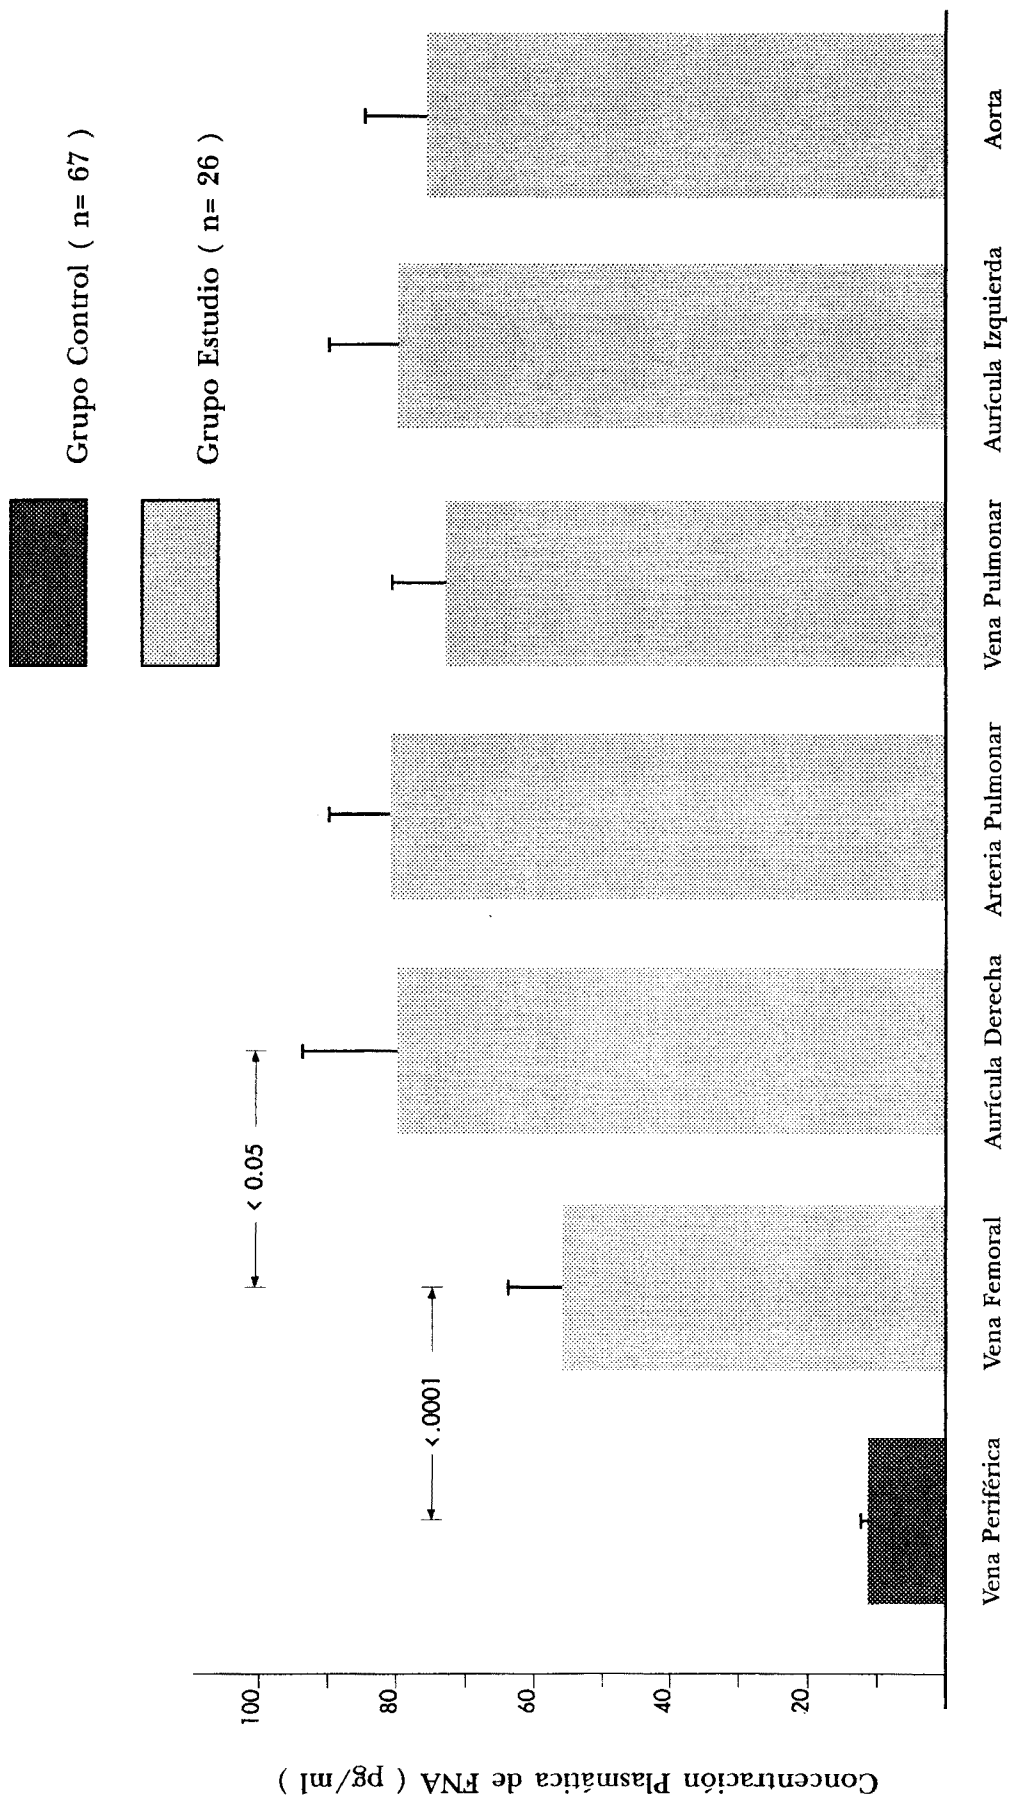 Grupo Control ( n= 67 )
Grupo Estudio ( n= 26 )
Concentración Plasmática de FNA ( pg/ml )
100
80
60
40
20
< 0.05
<.0001
Vena Periférica
Vena Femoral
Aurícula Derecha
Arteria Pulmonar
Vena Pulmonar
Aurícula Izquierda
Aorta